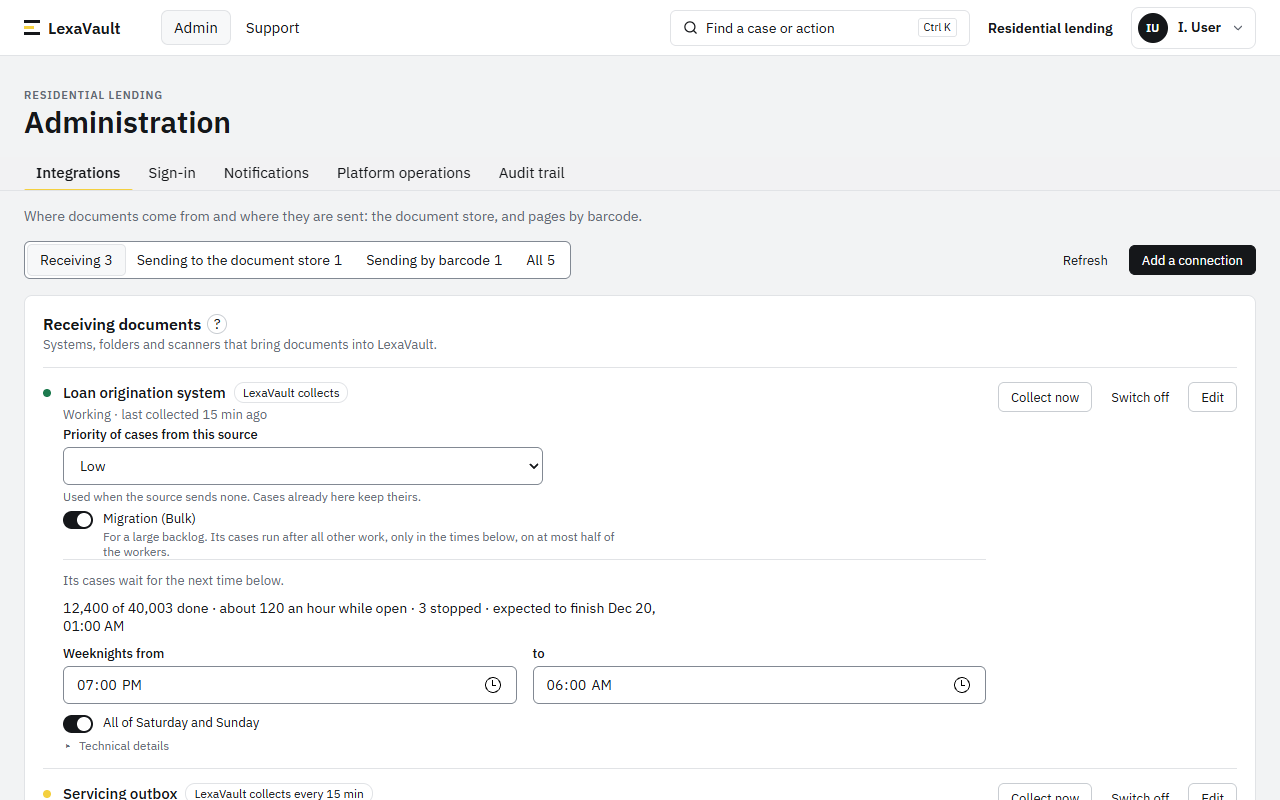 LexaVault
Admin
Support
Find a case or action
Ctrl K
Residential lending
IU
I. User
RESIDENTIAL LENDING
Administration
Integrations
Sign-in
Notifications
Platform operations
Audit trail
Where documents come from and where they are sent: the document store, and pages by barcode.
Receiving 3
Sending to the document store 1
Sending by barcode 1
All 5
Refresh
Add a connection
Receiving documents ?
Systems, folders and scanners that bring documents into LexaVault.
Loan origination system
LexaVault collects
Collect now
Switch off
Edit
Working · last collected 15 min ago
Priority of cases from this source
Low
Used when the source sends none. Cases already here keep theirs.
Migration (Bulk)
For a large backlog. Its cases run after all other work, only in the times below, on at most half of
the workers.
Its cases wait for the next time below.
12,400 of 40,003 done · about 120 an hour while open · 3 stopped · expected to finish Dec 20,
01:00 AM
Weeknights from
to
07:00 PM
06:00 AM
All of Saturday and Sunday
Technical details
Servicing outbox
LexaVault collects every 15 min
Collect now
Switch off
Edit